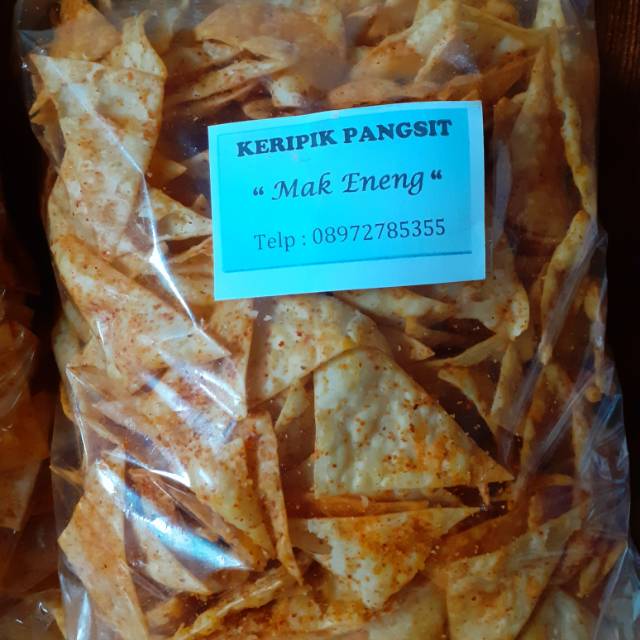 KERIPIK PANGSIT
“ Mak Eneng “
Telp : 08972785355